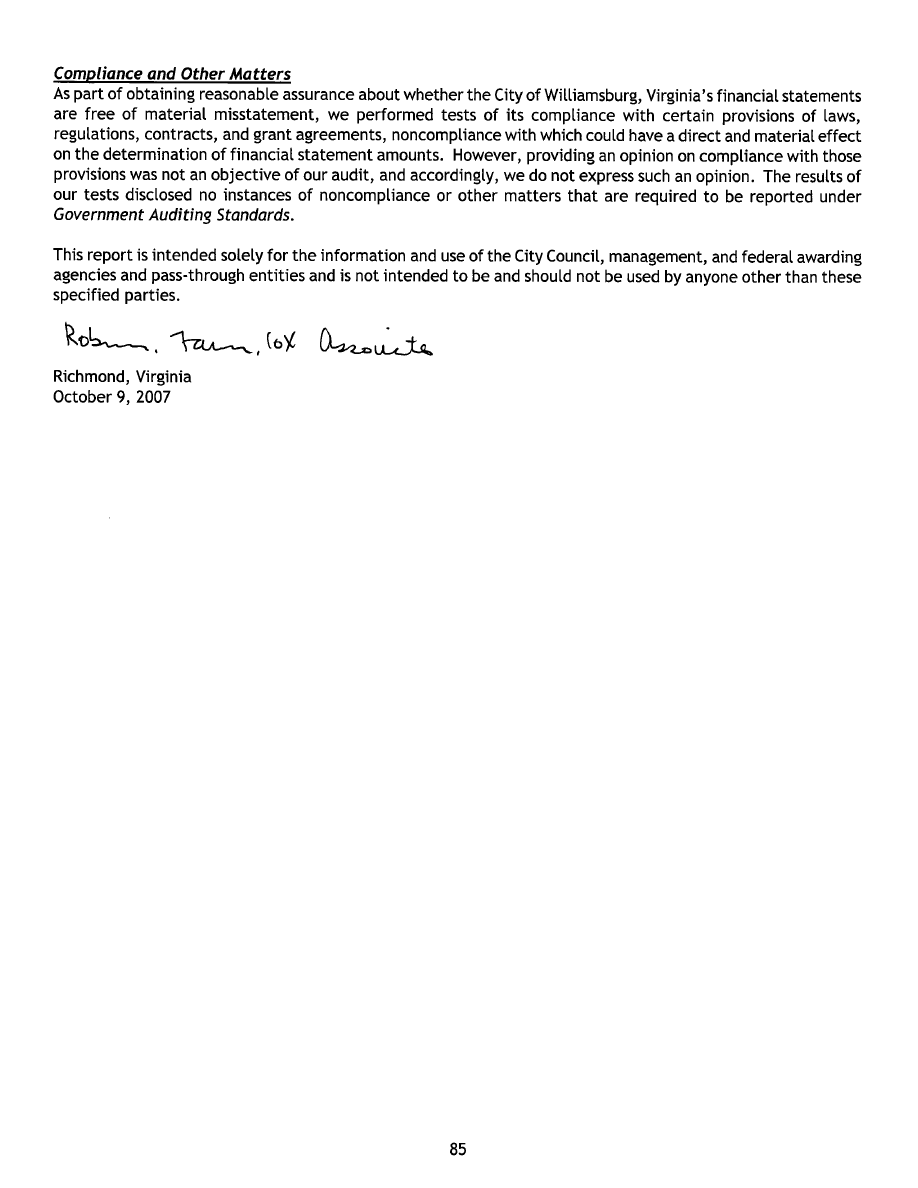 Compliance and Other Matters
As part of obtaining reasonable assurance about whether the City of Williamsburg, Virginia's financial statements
are free of material misstatement, we performed tests of its compliance with certain provisions of laws,
regulations, contracts, and grant agreements, noncompliance with which could have a direct and material effect
on the determination of financial statement amounts. However, providing an opinion on compliance with those
provisions was not an objective of our audit, and accordingly, we do not express such an opinion. The results of
our tests disclosed no instances of noncompliance or other matters that are required to be reported under
Government Auditing Standards.
This report is intended solely for the information and use of the City Council, management, and federal awarding
agencies and pass-through entities and is not intended to be and should not be used by anyone other than these
specified parties.
Cox Associates
Richmond, Virginia
October 9, 2007
85